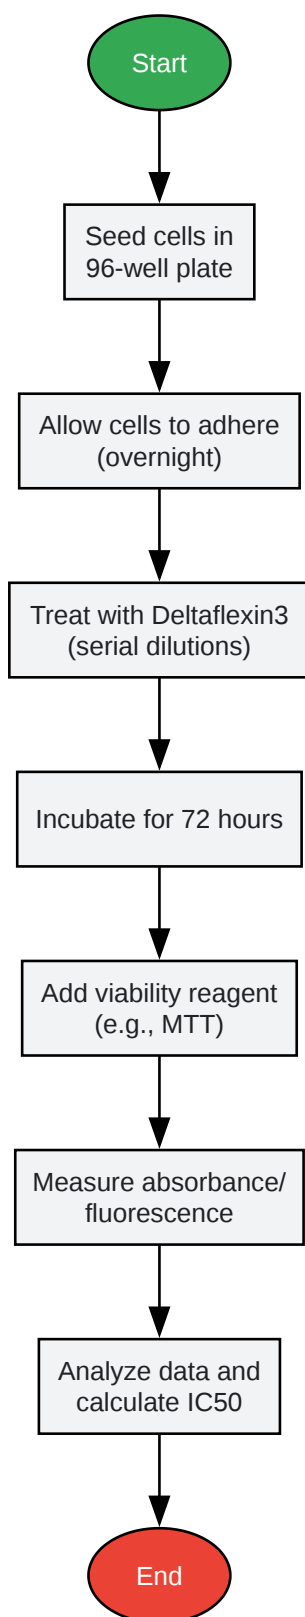 Start
Seed cells in
96-well plate
Allow cells to adhere
(overnight)
Treat with Deltaflexin3
(serial dilutions)
Incubate for 72 hours
Add viability reagent
(e.g., MTT)
Measure absorbance/
fluorescence
Analyze data and
calculate IC50
End